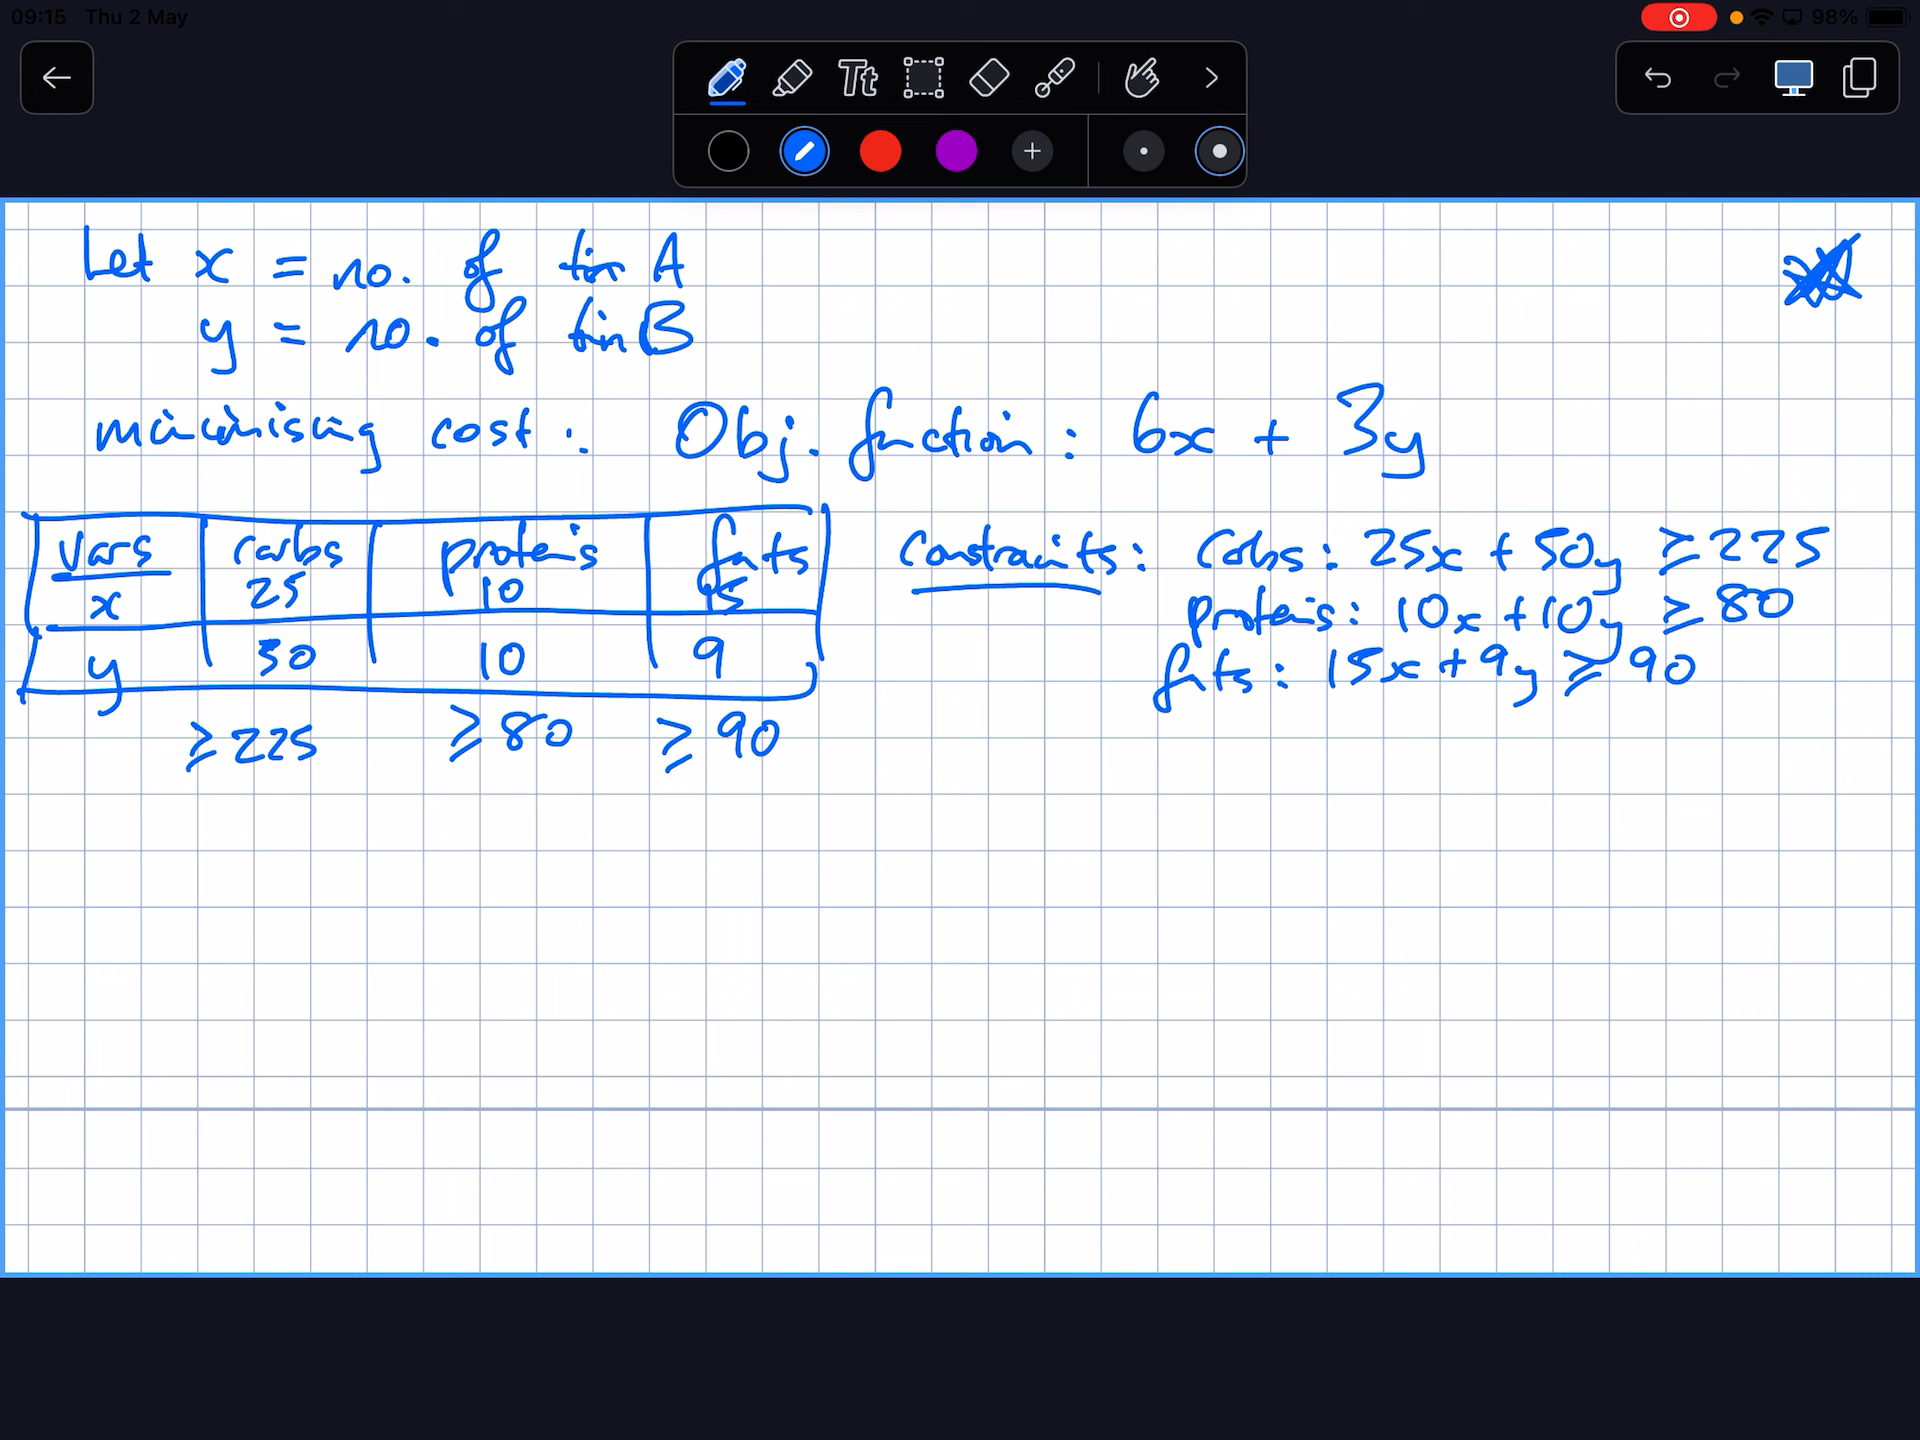 09:15 Thu 2 May
98%
Tt
Let x = no. of tin A
y = no. of tin B
minimising cost: Obj. function: 6x + 3y
vars carbs proteins fats
x 25 10 15
y 50 10 9
≥ 225 ≥ 80 ≥ 90
constraints: Cabs: 25x + 50y ≥ 225
proteins: 10x + 10y ≥ 80
fats: 15x + 9y ≥ 90